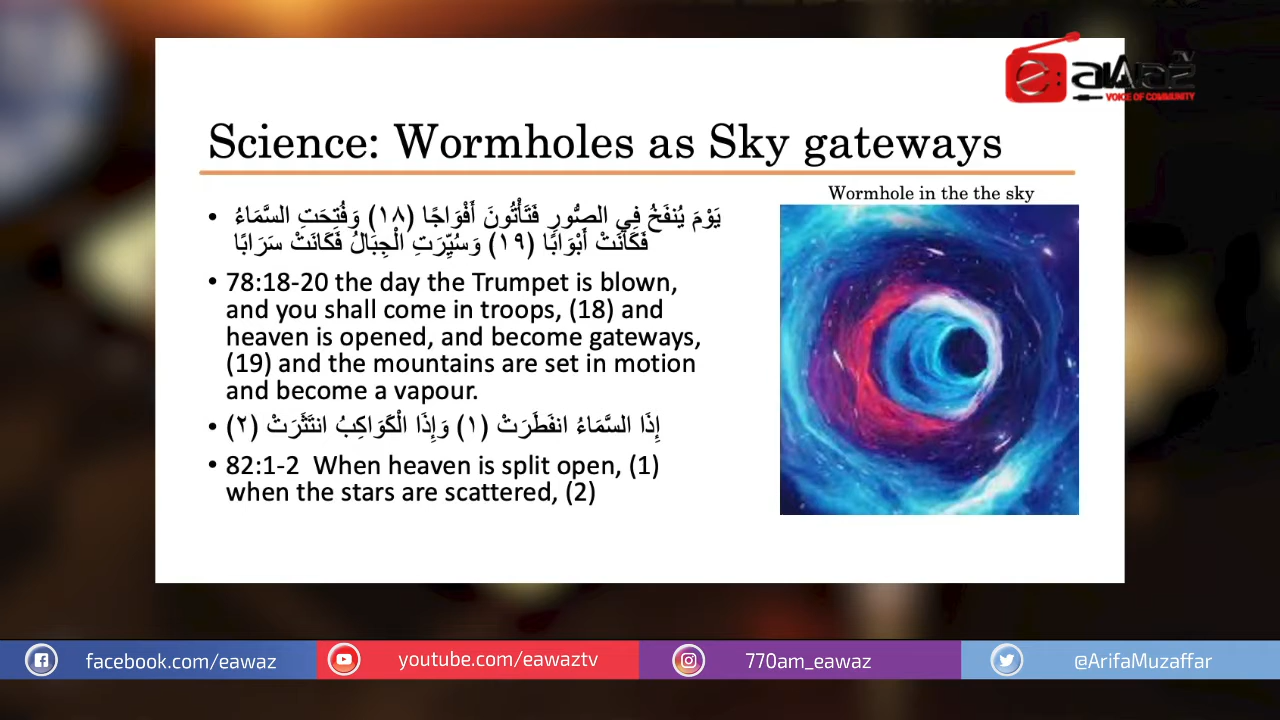 eawaz TV
VOICE OF COMMUNITY
Science: Wormholes as Sky gateways
• يَوْمَ يُنفَخُ فِي الصُّورِ فَتَأْتُونَ أَفْوَاجًا (١٨) وَفُتِحَتِ السَّمَاءُ
فَكَانَتْ أَبْوَابًا (١٩) وَسُيِّرَتِ الْجِبَالُ فَكَانَتْ سَرَابًا
• 78:18-20 the day the Trumpet is blown,
and you shall come in troops, (18) and
heaven is opened, and become gateways,
(19) and the mountains are set in motion
and become a vapour.
• إِذَا السَّمَاءُ انفَطَرَتْ (١) وَإِذَا الْكَوَاكِبُ انتَثَرَتْ (٢)
• 82:1-2 When heaven is split open, (1)
when the stars are scattered, (2)
Wormhole in the the sky
facebook.com/eawaz
youtube.com/eawaztv
770am_eawaz
@ArifaMuzaffar